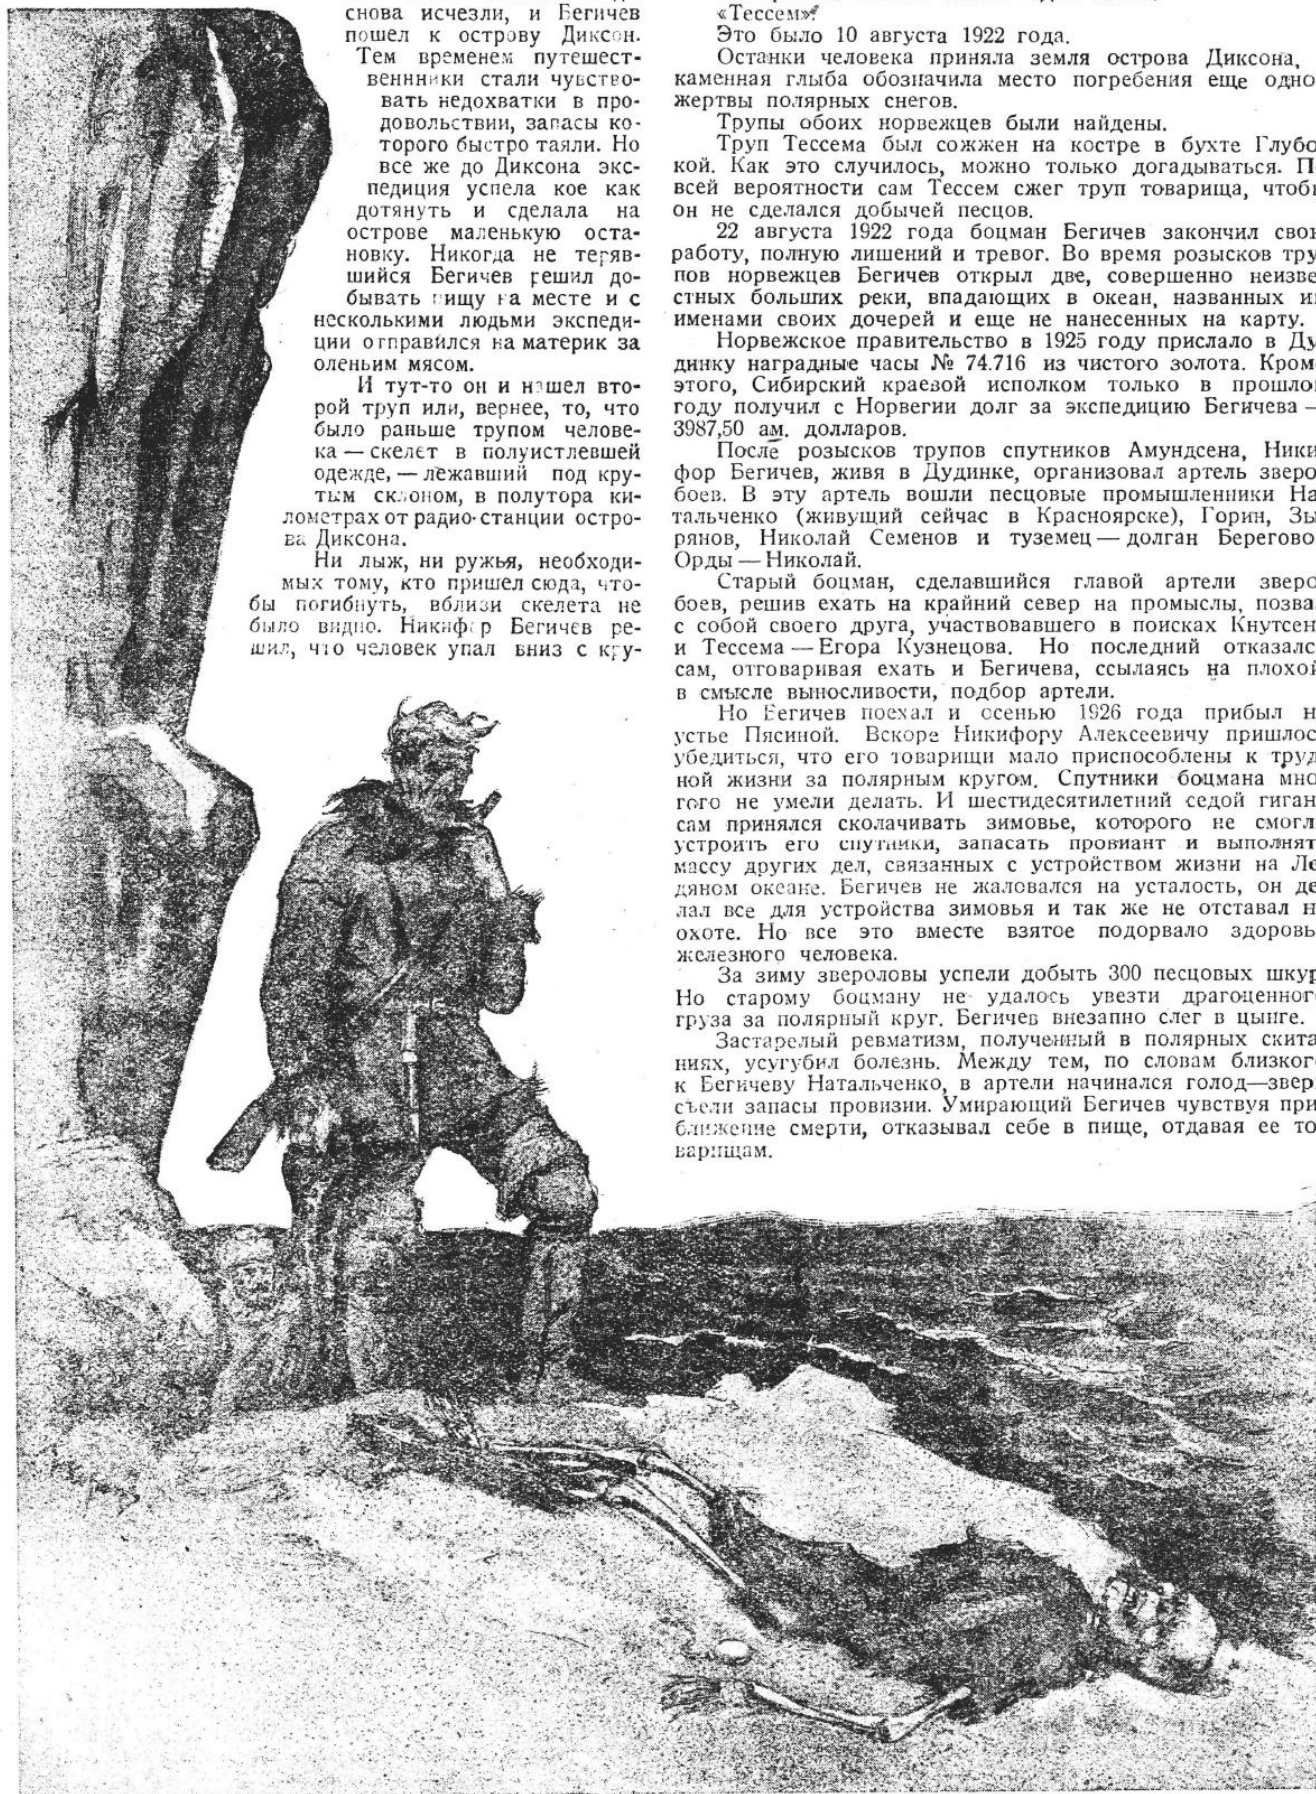 снова исчезли, и Бегичев
пошел к острову Диксон.
Тем временем путешест-
венники стали чувство-
вать недохватки в про-
довольствии, запасы ко-
торого быстро таяли. Но
все же до Диксона экс-
педиция успела кое как
дотянуть и сделала на
острове маленькую оста-
новку. Никогда не теряв-
шийся Бегичев решил до-
бывать пищу на месте и с
несколькими людьми экспеди-
ции отправился на материк за
оленьим мясом.
И тут-то он и нашел вто-
рой труп или, вернее, то, что
было раньше трупом челове-
ка — скелет в полуистлевшей
одежде, — лежавший под кру-
тым склоном, в полутора ки-
лометрах от радио-станции остро-
ва Диксона.
Ни лыж, ни ружья, необходи-
мых тому, кто пришел сюда, что-
бы погибнуть, вблизи скелета не
было видно. Никифор Бегичев ре-
шил, что человек упал вниз с кру-
«Тессем»?
Это было 10 августа 1922 года.
Останки человека приняла земля острова Диксона,
каменная глыба обозначила место погребения еще одно
жертвы полярных снегов.
Трупы обоих норвежцев были найдены.
Труп Тессема был сожжен на костре в бухте Глубо
кой. Как это случилось, можно только догадываться. П
всей вероятности сам Тессем сжег труп товарища, чтоб
он не сделался добычей песцов.
22 августа 1922 года боцман Бегичев закончил сво
работу, полную лишений и тревог. Во время розысков тру
пов норвежцев Бегичев открыл две, совершенно неизве
стных больших реки, впадающих в океан, названных и
именами своих дочерей и еще не нанесенных на карту.
Норвежское правительство в 1925 году прислало в Ду
динку наградные часы № 74.716 из чистого золота. Кром
этого, Сибирский краевой исполком только в прошло
году получил с Норвегии долг за экспедицию Бегичева —
3987,50 ам. долларов.
После розысков трупов спутников Амундсена, Ники
фор Бегичев, живя в Дудинке, организовал артель зверо
боев. В эту артель вошли песцовые промышленники На
тальченко (живущий сейчас в Красноярске), Горин, Зы
рянов, Николай Семенов и туземец — долган Берегово
Орды — Николай.
Старый боцман, сделавшийся главой артели зверо
боев, решив ехать на крайний север на промыслы, позва
с собой своего друга, участвовавшего в поисках Кнутсен
и Тессема — Егора Кузнецова. Но последний отказалс
сам, отговаривая ехать и Бегичева, ссылаясь на плохо
в смысле выносливости, подбор артели.
Но Бегичев поехал и осенью 1926 года прибыл н
устье Пясиной. Вскоре Никифору Алексеевичу пришлос
убедиться, что его товарищи мало приспособлены к труд
ной жизни за полярным кругом. Спутники боцмана мно
гого не умели делать. И шестидесятилетний седой гиган
сам принялся сколачивать зимовье, которого не смогл
устроить его спутники, запасать провиант и выполнят
массу других дел, связанных с устройством жизни на Ле
дяном океане. Бегичев не жаловался на усталость, он де
лал все для устройства зимовья и так же не отставал н
охоте. Но все это вместе взятое подорвало здоровь
железного человека.
За зиму звероловы успели добыть 300 песцовых шкур
Но старому боцману не удалось увезти драгоценног
груза за полярный круг. Бегичев внезапно слег в цынге.
Застарелый ревматизм, полученный в полярных скита
ниях, усугубил болезнь. Между тем, по словам близког
к Бегичеву Натальченко, в артели начинался голод—звер
съели запасы провизии. Умирающий Бегичев чувствуя при
ближение смерти, отказывал себе в пище, отдавая ее то
варищам.